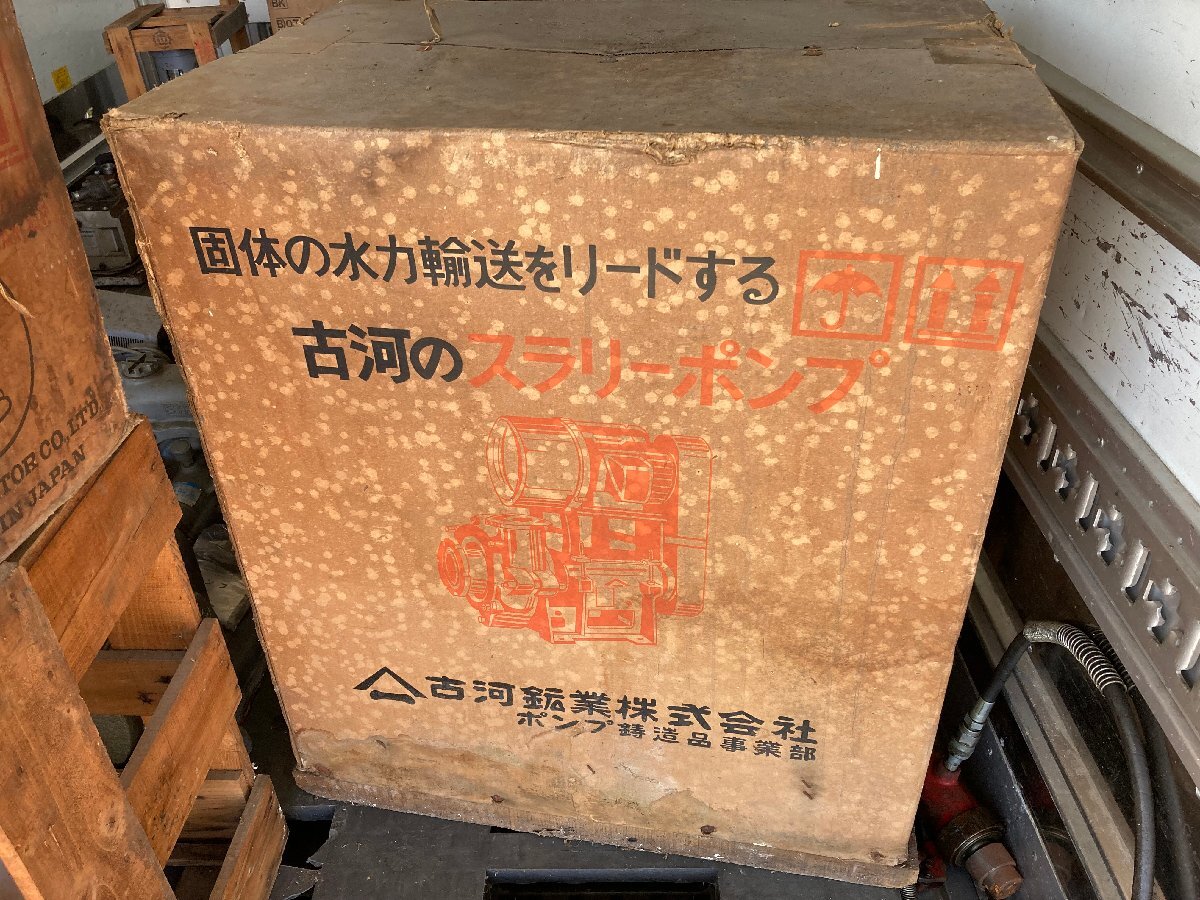 固体の水力輸送をリードする
古河のスラリーポンプ
古河鉱業株式会社
ポンプ鋳造品事業部
TOR CO., LTD.
IN JAPAN
BK